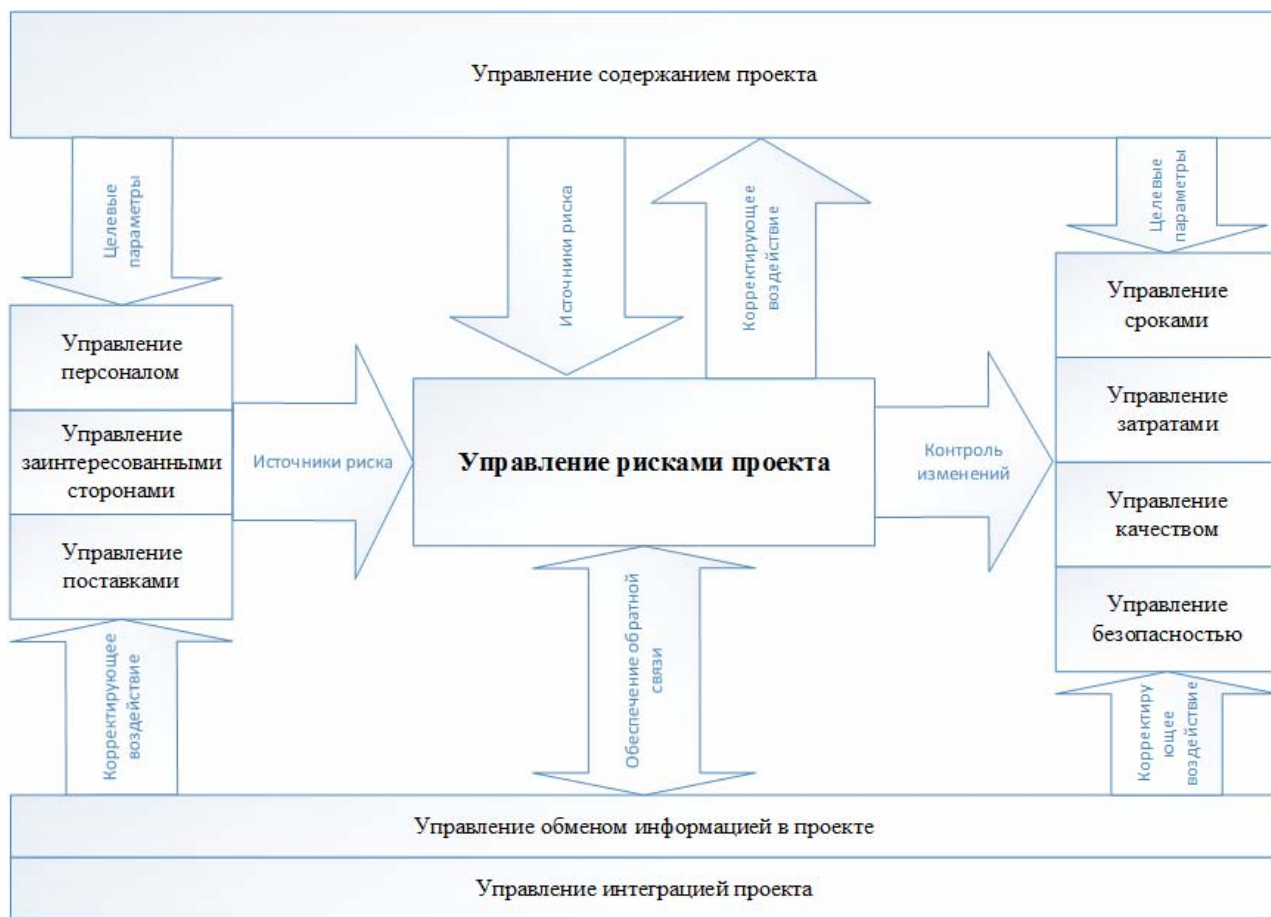 Управление содержанием проекта
Целевые
параметры
Источники риска
Корректирующее
воздействие
Целевые
параметры
Управление
персоналом
Управление
заинтересованными
сторонами
Управление
поставками
Источники риска
Управление рисками проекта
Контроль
изменений
Управление
сроками
Управление
затратами
Управление
качеством
Управление
безопасностью
Корректирующее
воздействие
Обеспечение обратной
связи
Корректиру
ющее
воздействие
Управление обменом информацией в проекте
Управление интеграцией проекта